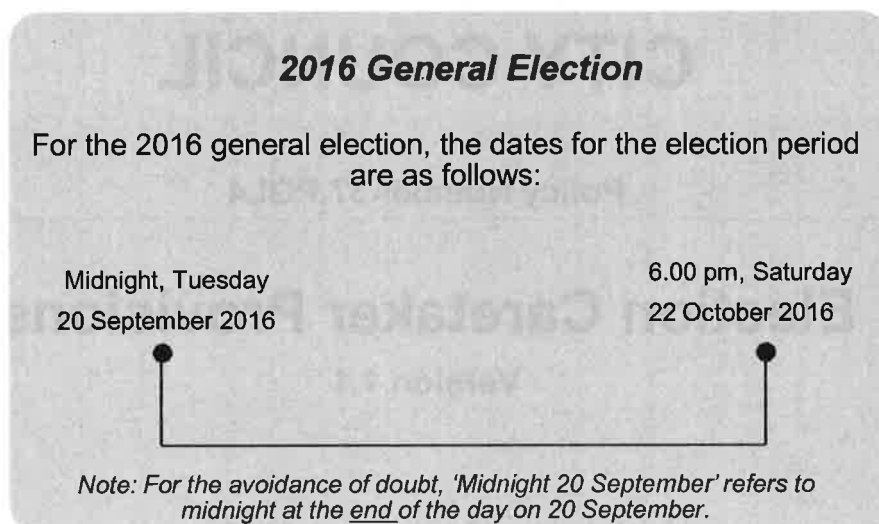 2016 General Election
For the 2016 general election, the dates for the election period
are as follows:
Midnight, Tuesday
20 September 2016
6.00 pm, Saturday
22 October 2016
Note: For the avoidance of doubt, 'Midnight 20 September' refers to
midnight at the end of the day on 20 September.